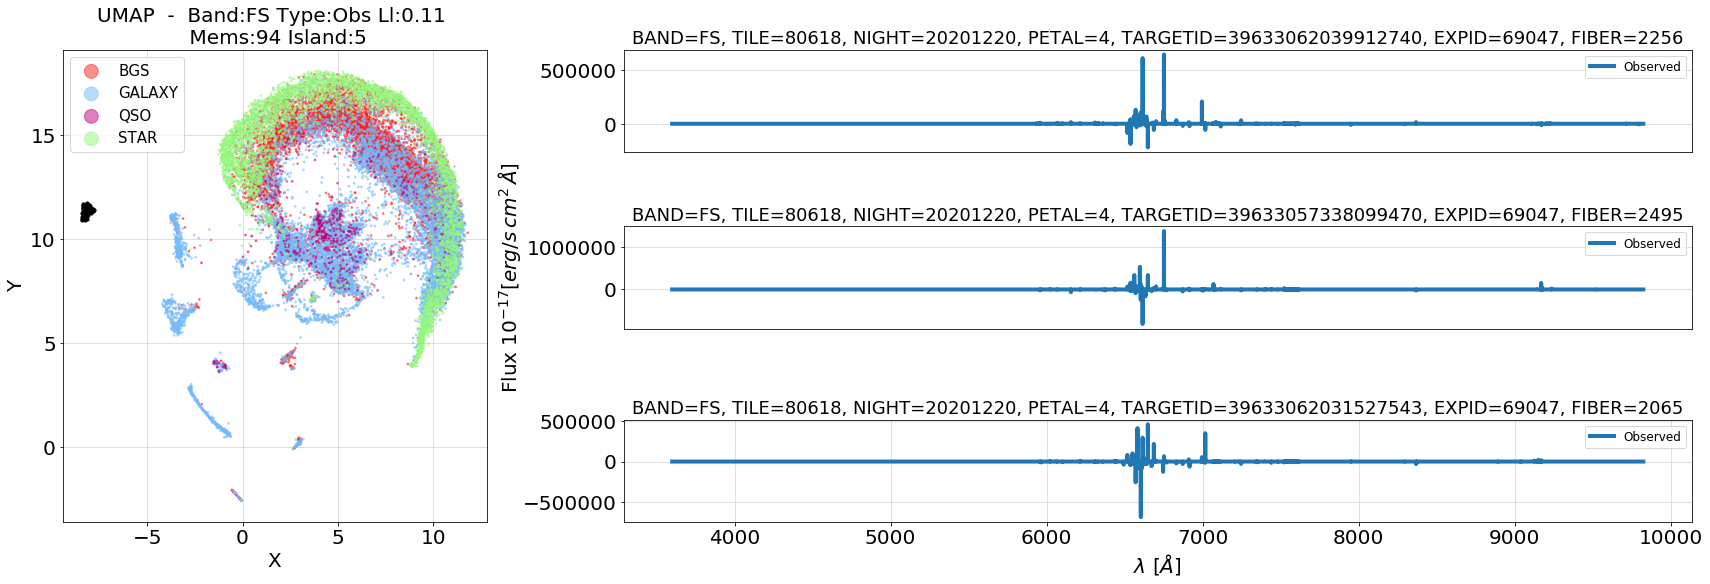 UMAP  -  Band:FS Type:Obs Ll:0.11
Mems:94 Island:5
BGS
GALAXY
QSO
STAR
15
10
5
0
−5
0
5
10
X
Y
BAND=FS, TILE=80618, NIGHT=20201220, PETAL=4, TARGETID=39633062039912740, EXPID=69047, FIBER=2256
500000
0
Observed
BAND=FS, TILE=80618, NIGHT=20201220, PETAL=4, TARGETID=39633057338099470, EXPID=69047, FIBER=2495
1000000
0
Observed
Flux 10⁻¹⁷[erg/s cm² Å]
BAND=FS, TILE=80618, NIGHT=20201220, PETAL=4, TARGETID=39633062031527543, EXPID=69047, FIBER=2065
500000
0
−500000
Observed
4000
5000
6000
7000
8000
9000
10000
λ [Å]